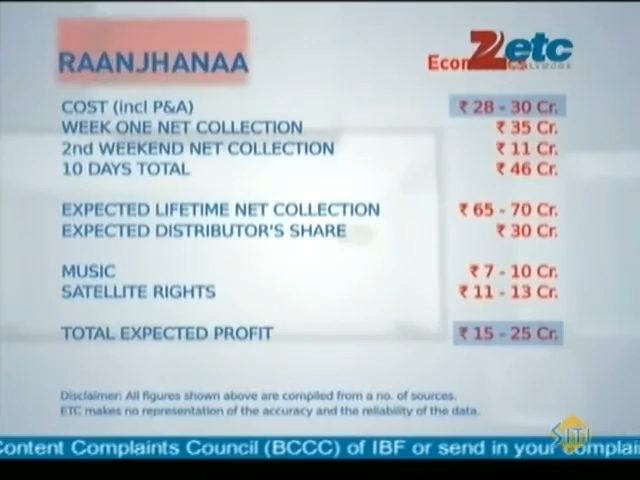 RAANJHANAA
Zetc
COST (incl P&A) ₹ 28 - 30 Cr.
WEEK ONE NET COLLECTION ₹ 35 Cr.
2nd WEEKEND NET COLLECTION ₹ 11 Cr.
10 DAYS TOTAL ₹ 46 Cr.
EXPECTED LIFETIME NET COLLECTION ₹ 65 - 70 Cr.
EXPECTED DISTRIBUTOR'S SHARE ₹ 30 Cr.
MUSIC ₹ 7 - 10 Cr.
SATELLITE RIGHTS ₹ 11 - 13 Cr.
TOTAL EXPECTED PROFIT ₹ 15 - 25 Cr.
Disclaimer: All figures shown above are compiled from a no. of sources.
ETC makes no representation of the accuracy and the reliability of the data.
SITI
Content Complaints Council (BCCC) of IBF or send in your complai